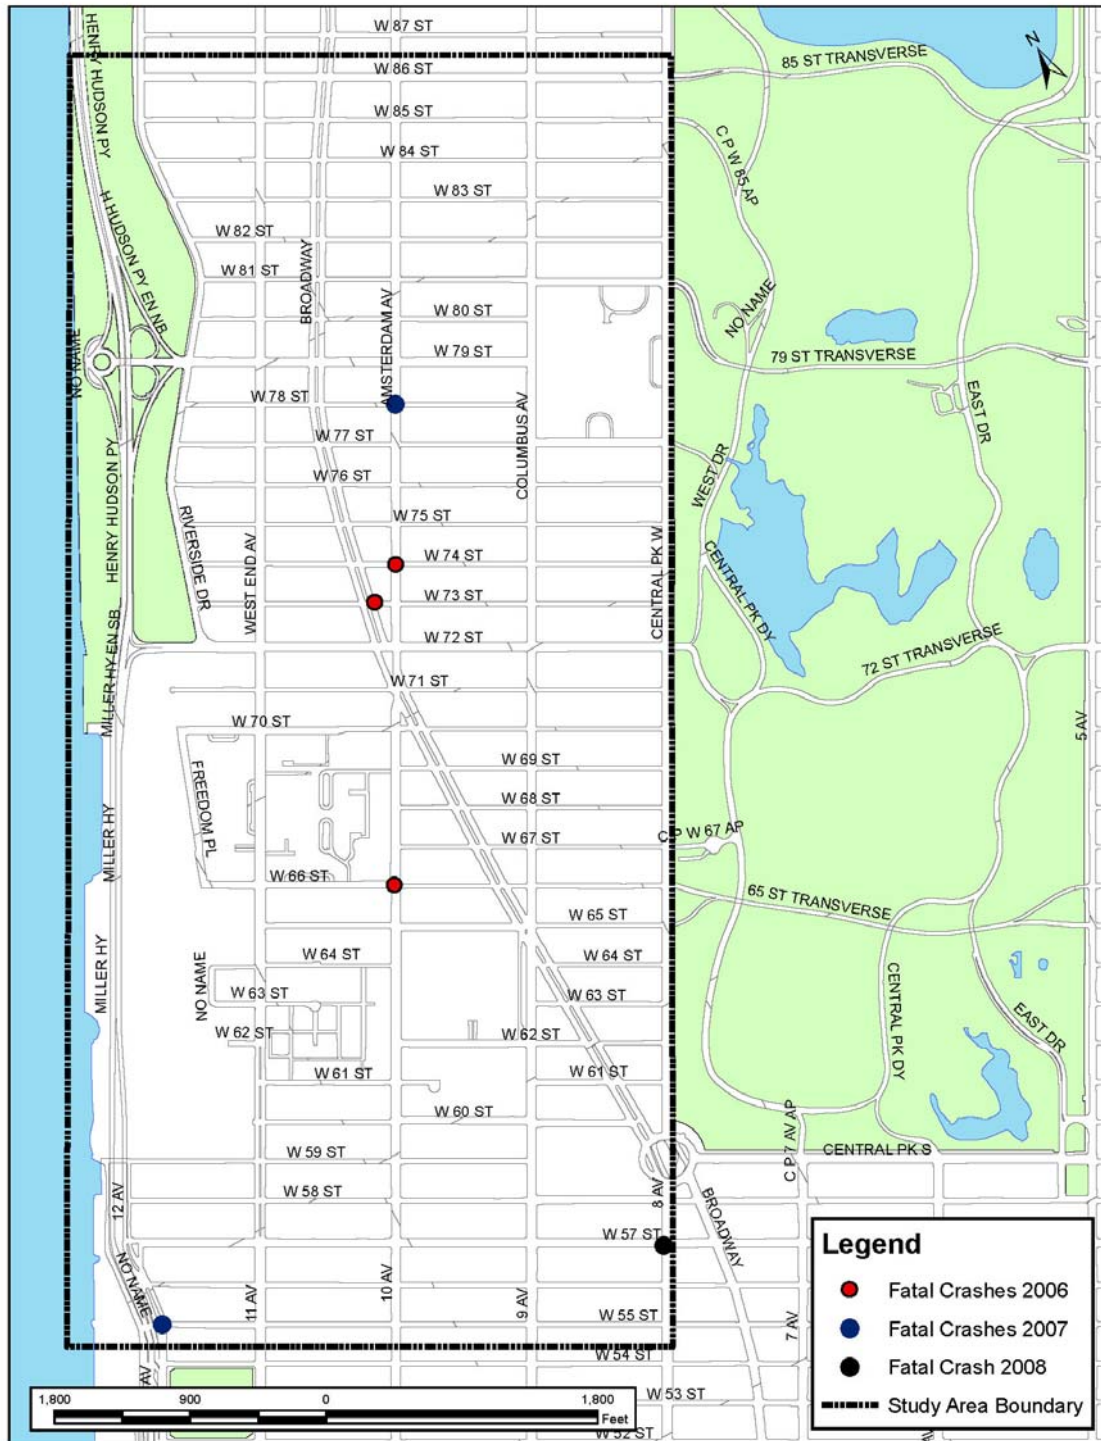 W 87 ST
HENRY HUDSON PY
W 86 ST
85 ST TRANSVERSE
N
W 85 ST
W 84 ST
C P W 85 AP
W 83 ST
H HUDSON PY EN NB
W 82 ST
BROADWAY
W 81 ST
NO NAME
AMSTERDAM AV
W 80 ST
NO NAME
W 79 ST
79 ST TRANSVERSE
W 78 ST
COLUMBUS AV
EAST DR
W 77 ST
HENRY HUDSON PY
W 76 ST
WEST DR
RIVERSIDE DR
W 75 ST
WEST END AV
W 74 ST
CENTRAL PK W
CENTRAL PK DY
W 73 ST
MILLER HY EN SB
W 72 ST
72 ST TRANSVERSE
W 71 ST
W 70 ST
5 AV
FREEDOM PL
W 69 ST
W 68 ST
MILLER HY
W 67 ST
C P W 67 AP
W 66 ST
65 ST TRANSVERSE
W 65 ST
MILLER HY
NO NAME
W 64 ST
W 64 ST
W 63 ST
W 63 ST
CENTRAL PK DY
EAST DR
W 62 ST
W 62 ST
W 61 ST
W 61 ST
W 60 ST
C P 7 AV AP
W 59 ST
CENTRAL PK S
12 AV
W 58 ST
8 AV
BROADWAY
W 57 ST
NO NAME
11 AV
10 AV
9 AV
W 55 ST
7 AV
W 54 ST
AV
W 53 ST
W 52 ST
Legend
Fatal Crashes 2006
Fatal Crashes 2007
Fatal Crash 2008
Study Area Boundary
1,800 900 0 1,800
Feet